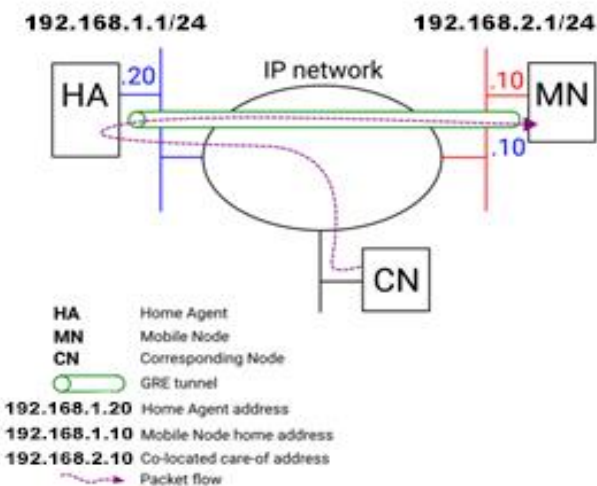 192.168.1.1/24
192.168.2.1/24
IP network
HA
.20
.10
MN
.10
CN
HA Home Agent
MN Mobile Node
CN Corresponding Node
GRE tunnel
192.168.1.20 Home Agent address
192.168.1.10 Mobile Node home address
192.168.2.10 Co-located care-of address
Packet flow